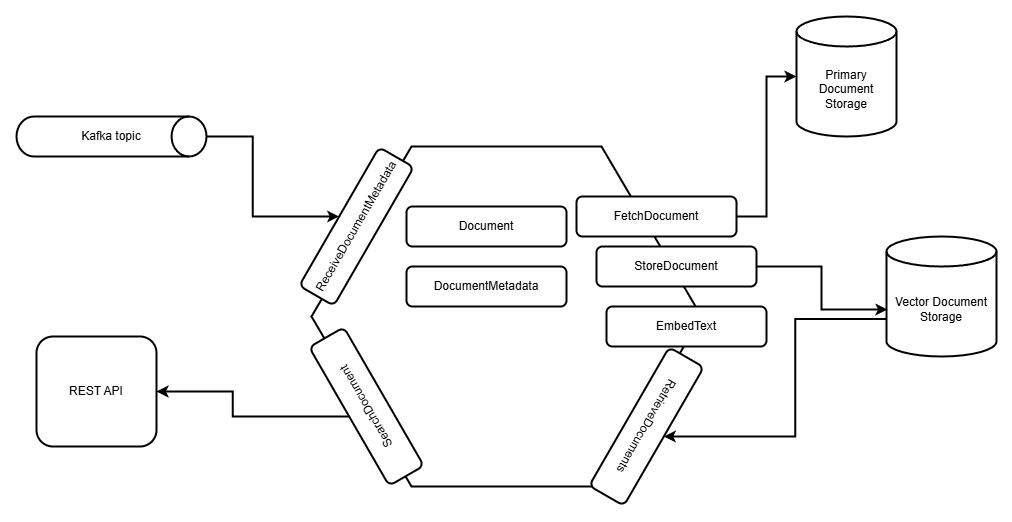 Primary
Document
Storage
Kafka topic
ReceiveDocumentMetadata
Document
FetchDocument
StoreDocument
DocumentMetadata
Vector Document
Storage
EmbedText
REST API
SearchDocument
RetrieveDocuments